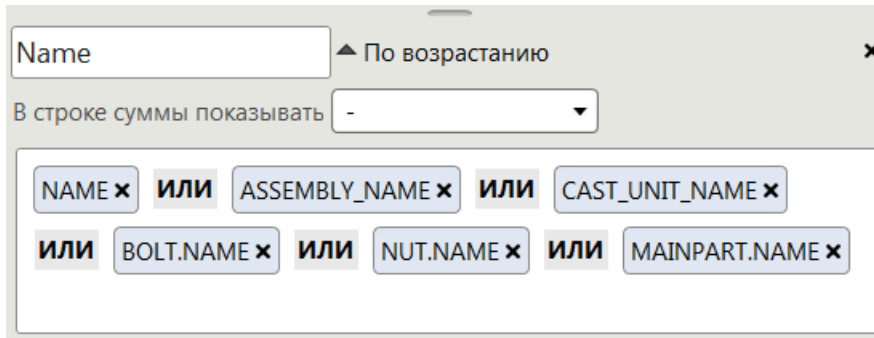 Name По возрастанию
В строке суммы показывать -
NAME ИЛИ ASSEMBLY_NAME ИЛИ CAST_UNIT_NAME
ИЛИ BOLT.NAME ИЛИ NUT.NAME ИЛИ MAINPART.NAME